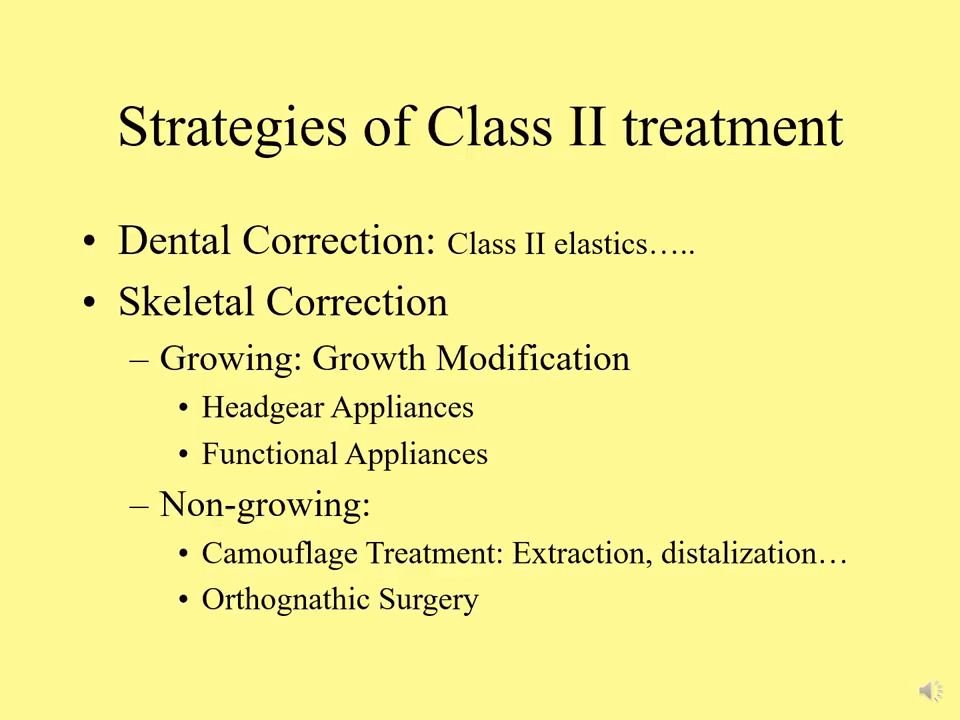 Strategies of Class II treatment
• Dental Correction: Class II elastics…..
• Skeletal Correction
– Growing: Growth Modification
• Headgear Appliances
• Functional Appliances
– Non-growing:
• Camouflage Treatment: Extraction, distalization…
• Orthognathic Surgery